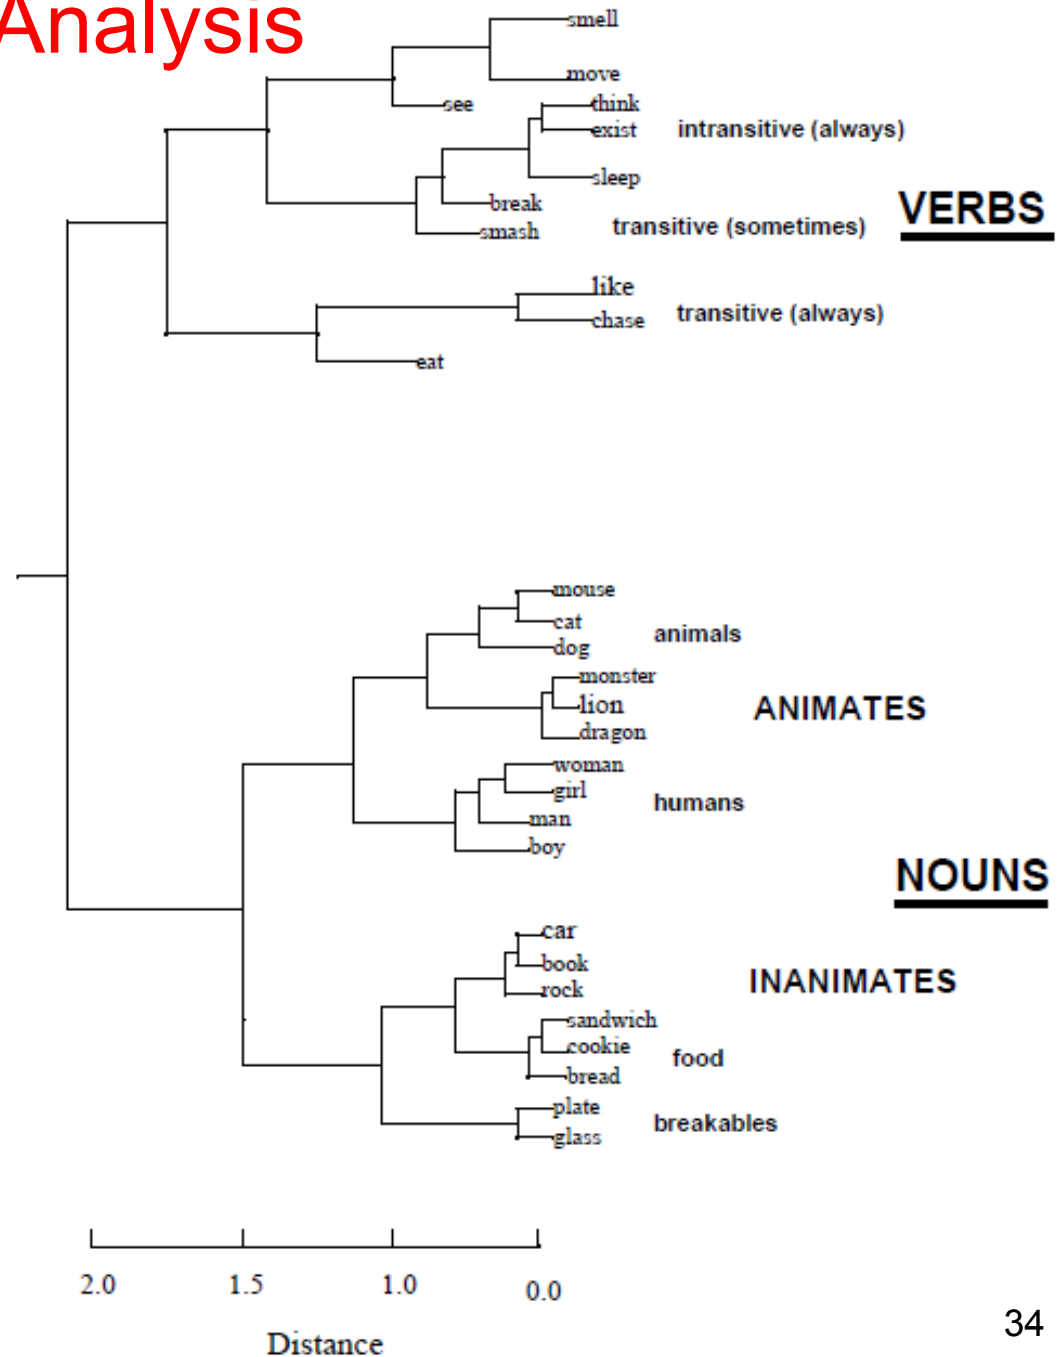 Analysis
smell
move
see
think
exist
intransitive (always)
sleep
break
VERBS
smash
transitive (sometimes)
like
chase
transitive (always)
eat
mouse
cat
animals
dog
monster
lion
ANIMATES
dragon
woman
girl
humans
man
boy
NOUNS
car
book
INANIMATES
rock
sandwich
cookie
food
bread
plate
breakables
glass
2.0 1.5 1.0 0.0
Distance
34